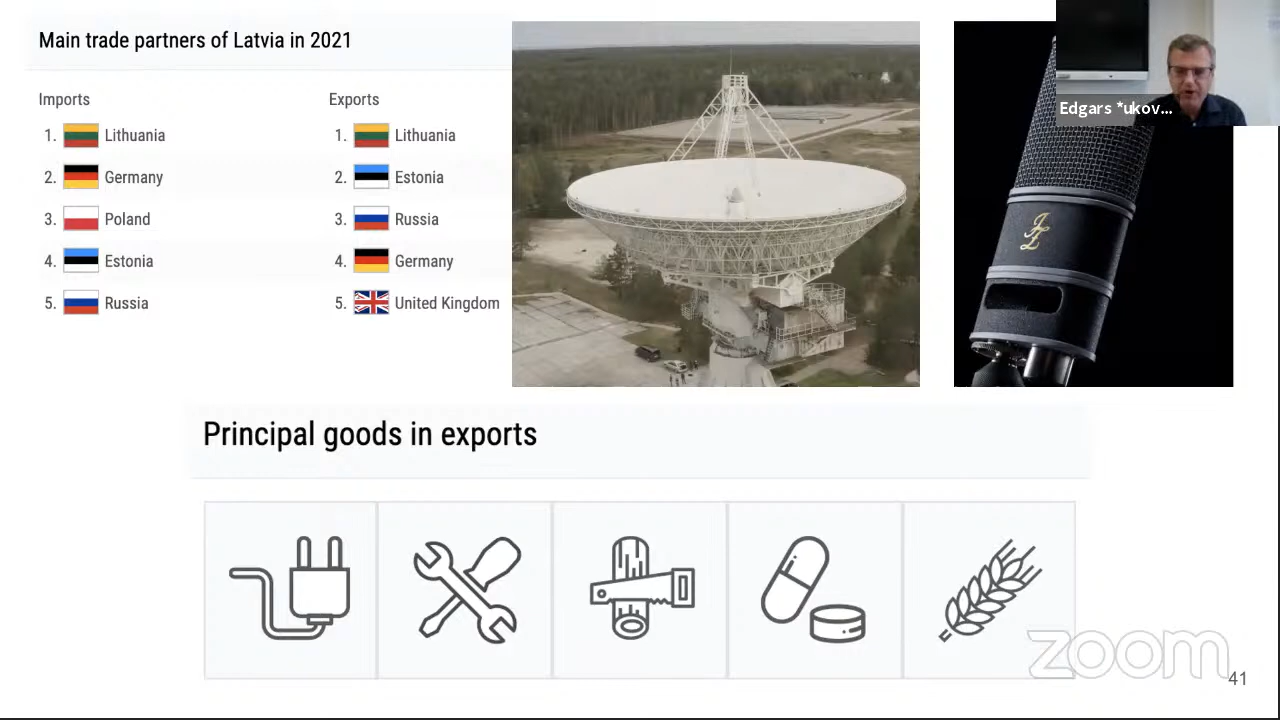 Main trade partners of Latvia in 2021
Imports
1. Lithuania
2. Germany
3. Poland
4. Estonia
5. Russia
Exports
1. Lithuania
2. Estonia
3. Russia
4. Germany
5. United Kingdom
Edgars *ukov...
JZ
Principal goods in exports
zoom
41